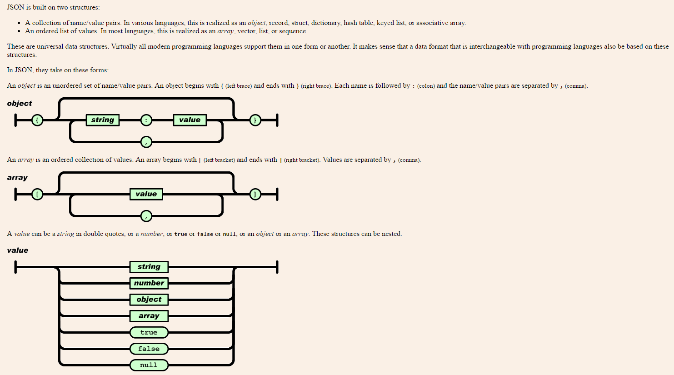 JSON is built on two structures:
A collection of name/value pairs. In various languages, this is realized as an object, record, struct, dictionary, hash table, keyed list, or associative array.
An ordered list of values. In most languages, this is realized as an array, vector, list, or sequence.
These are universal data structures. Virtually all modern programming languages support them in one form or another. It makes sense that a data format that is interchangeable with programming languages also be based on these
structures.
In JSON, they take on these forms:
An object is an unordered set of name/value pairs. An object begins with { (left brace) and ends with } (right brace). Each name is followed by : (colon) and the name/value pairs are separated by , (comma).
object
{ string : value }
,
An array is an ordered collection of values. An array begins with [ (left bracket) and ends with ] (right bracket). Values are separated by , (comma).
array
[ value ]
,
A value can be a string in double quotes, or a number, or true or false or null, or an object or an array. These structures can be nested.
value
string
number
object
array
true
false
null